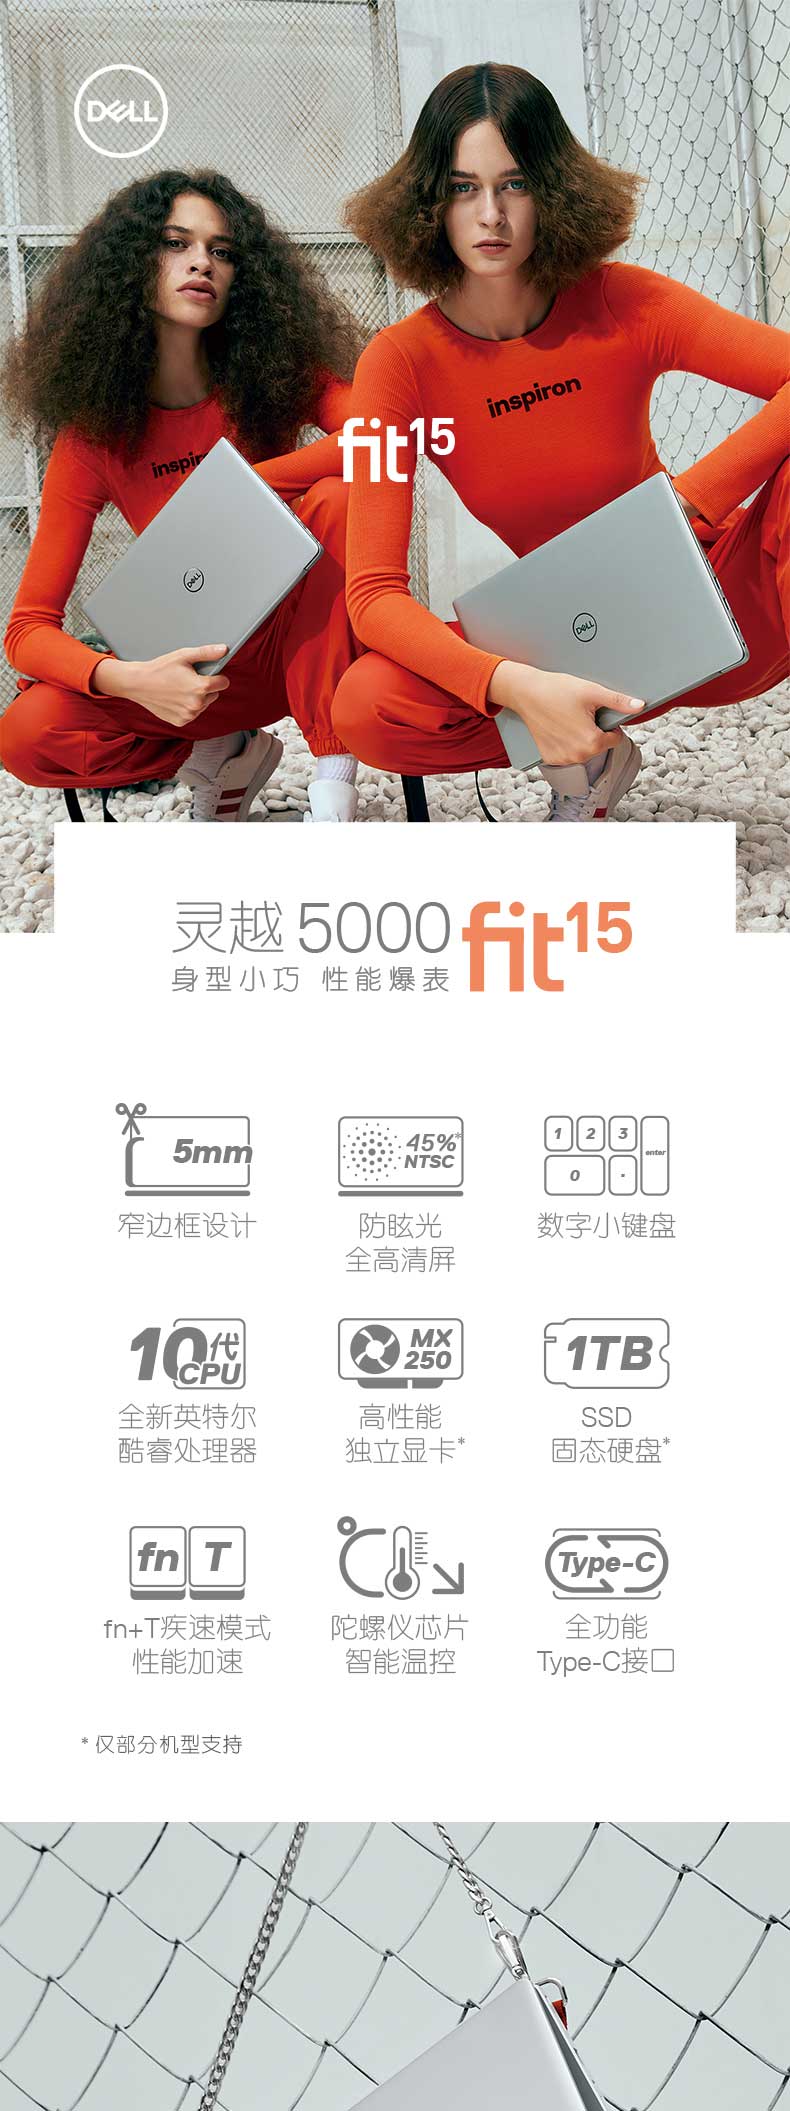 DELL
inspiron
inspir
fit15
DELL
DELL
灵越 5000 fit15
身型小巧 性能爆表
5mm
窄边框设计
45%*
NTSC
防眩光
全高清屏
1 2 3 enter
0 .
数字小键盘
10代
CPU
全新英特尔
酷睿处理器
MX
250
高性能
独立显卡*
1TB
SSD
固态硬盘*
fn T
fn+T疾速模式
性能加速
陀螺仪芯片
智能温控
Type-C
全功能
Type-C接口
* 仅部分机型支持